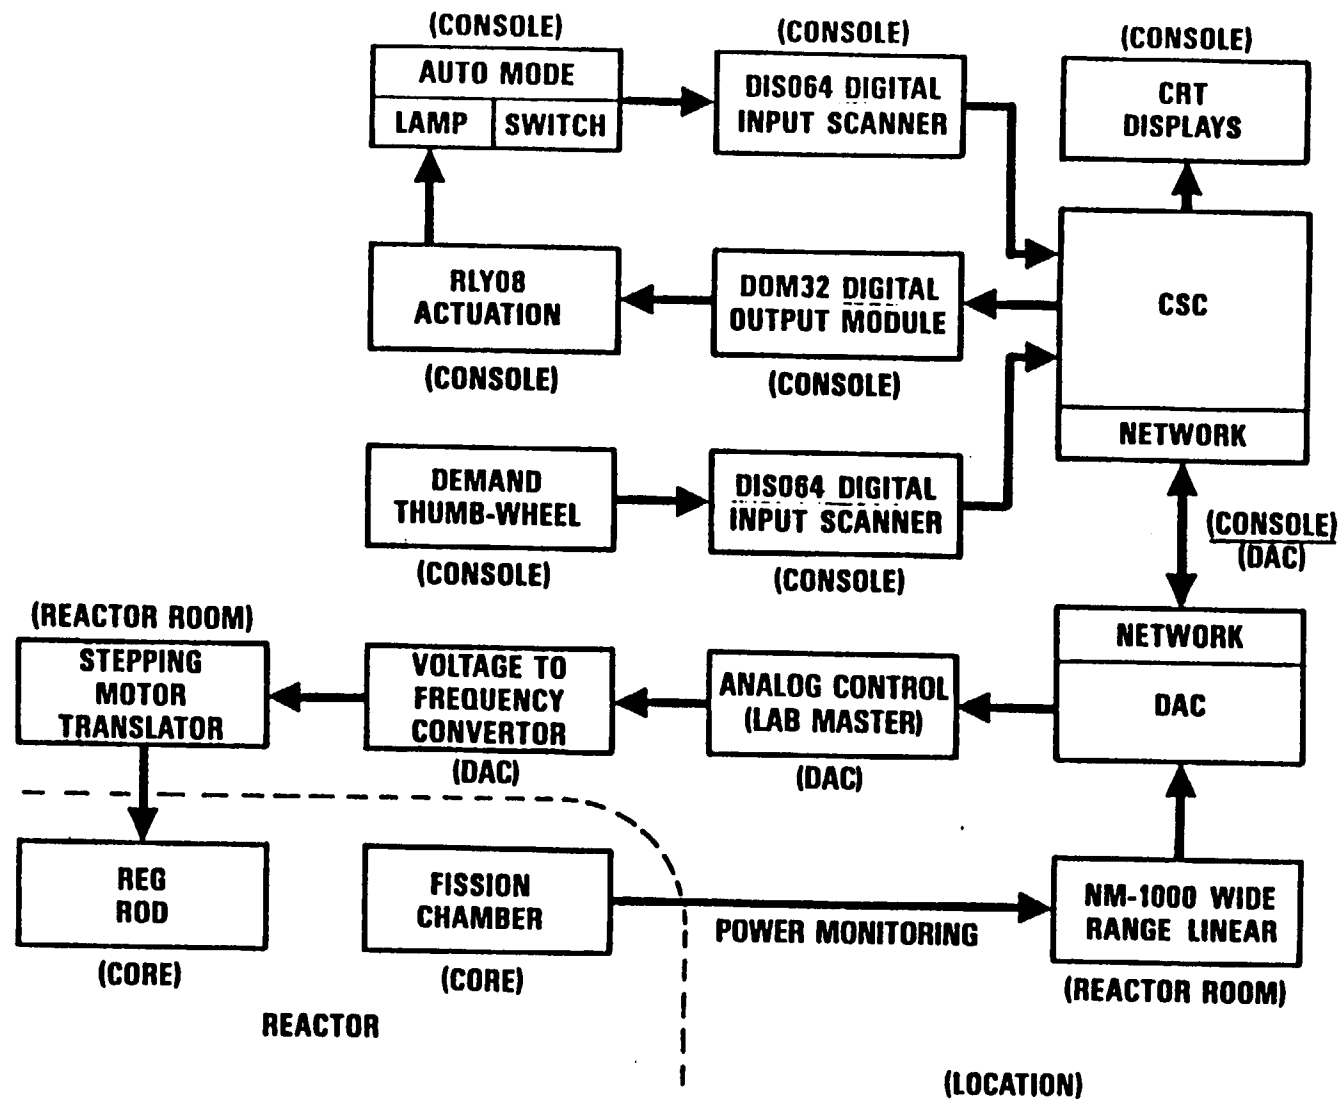 (CONSOLE)
AUTO MODE
LAMP
SWITCH
(CONSOLE)
DIS064 DIGITAL
INPUT SCANNER
(CONSOLE)
CRT
DISPLAYS
RLY08
ACTUATION
(CONSOLE)
DOM32 DIGITAL
OUTPUT MODULE
(CONSOLE)
CSC
NETWORK
DEMAND
THUMB-WHEEL
(CONSOLE)
DIS064 DIGITAL
INPUT SCANNER
(CONSOLE)
(CONSOLE)
(DAC)
(REACTOR ROOM)
STEPPING
MOTOR
TRANSLATOR
VOLTAGE TO
FREQUENCY
CONVERTOR
(DAC)
ANALOG CONTROL
(LAB MASTER)
(DAC)
NETWORK
DAC
REG
ROD
(CORE)
FISSION
CHAMBER
(CORE)
POWER MONITORING
NM-1000 WIDE
RANGE LINEAR
(REACTOR ROOM)
REACTOR
(LOCATION)